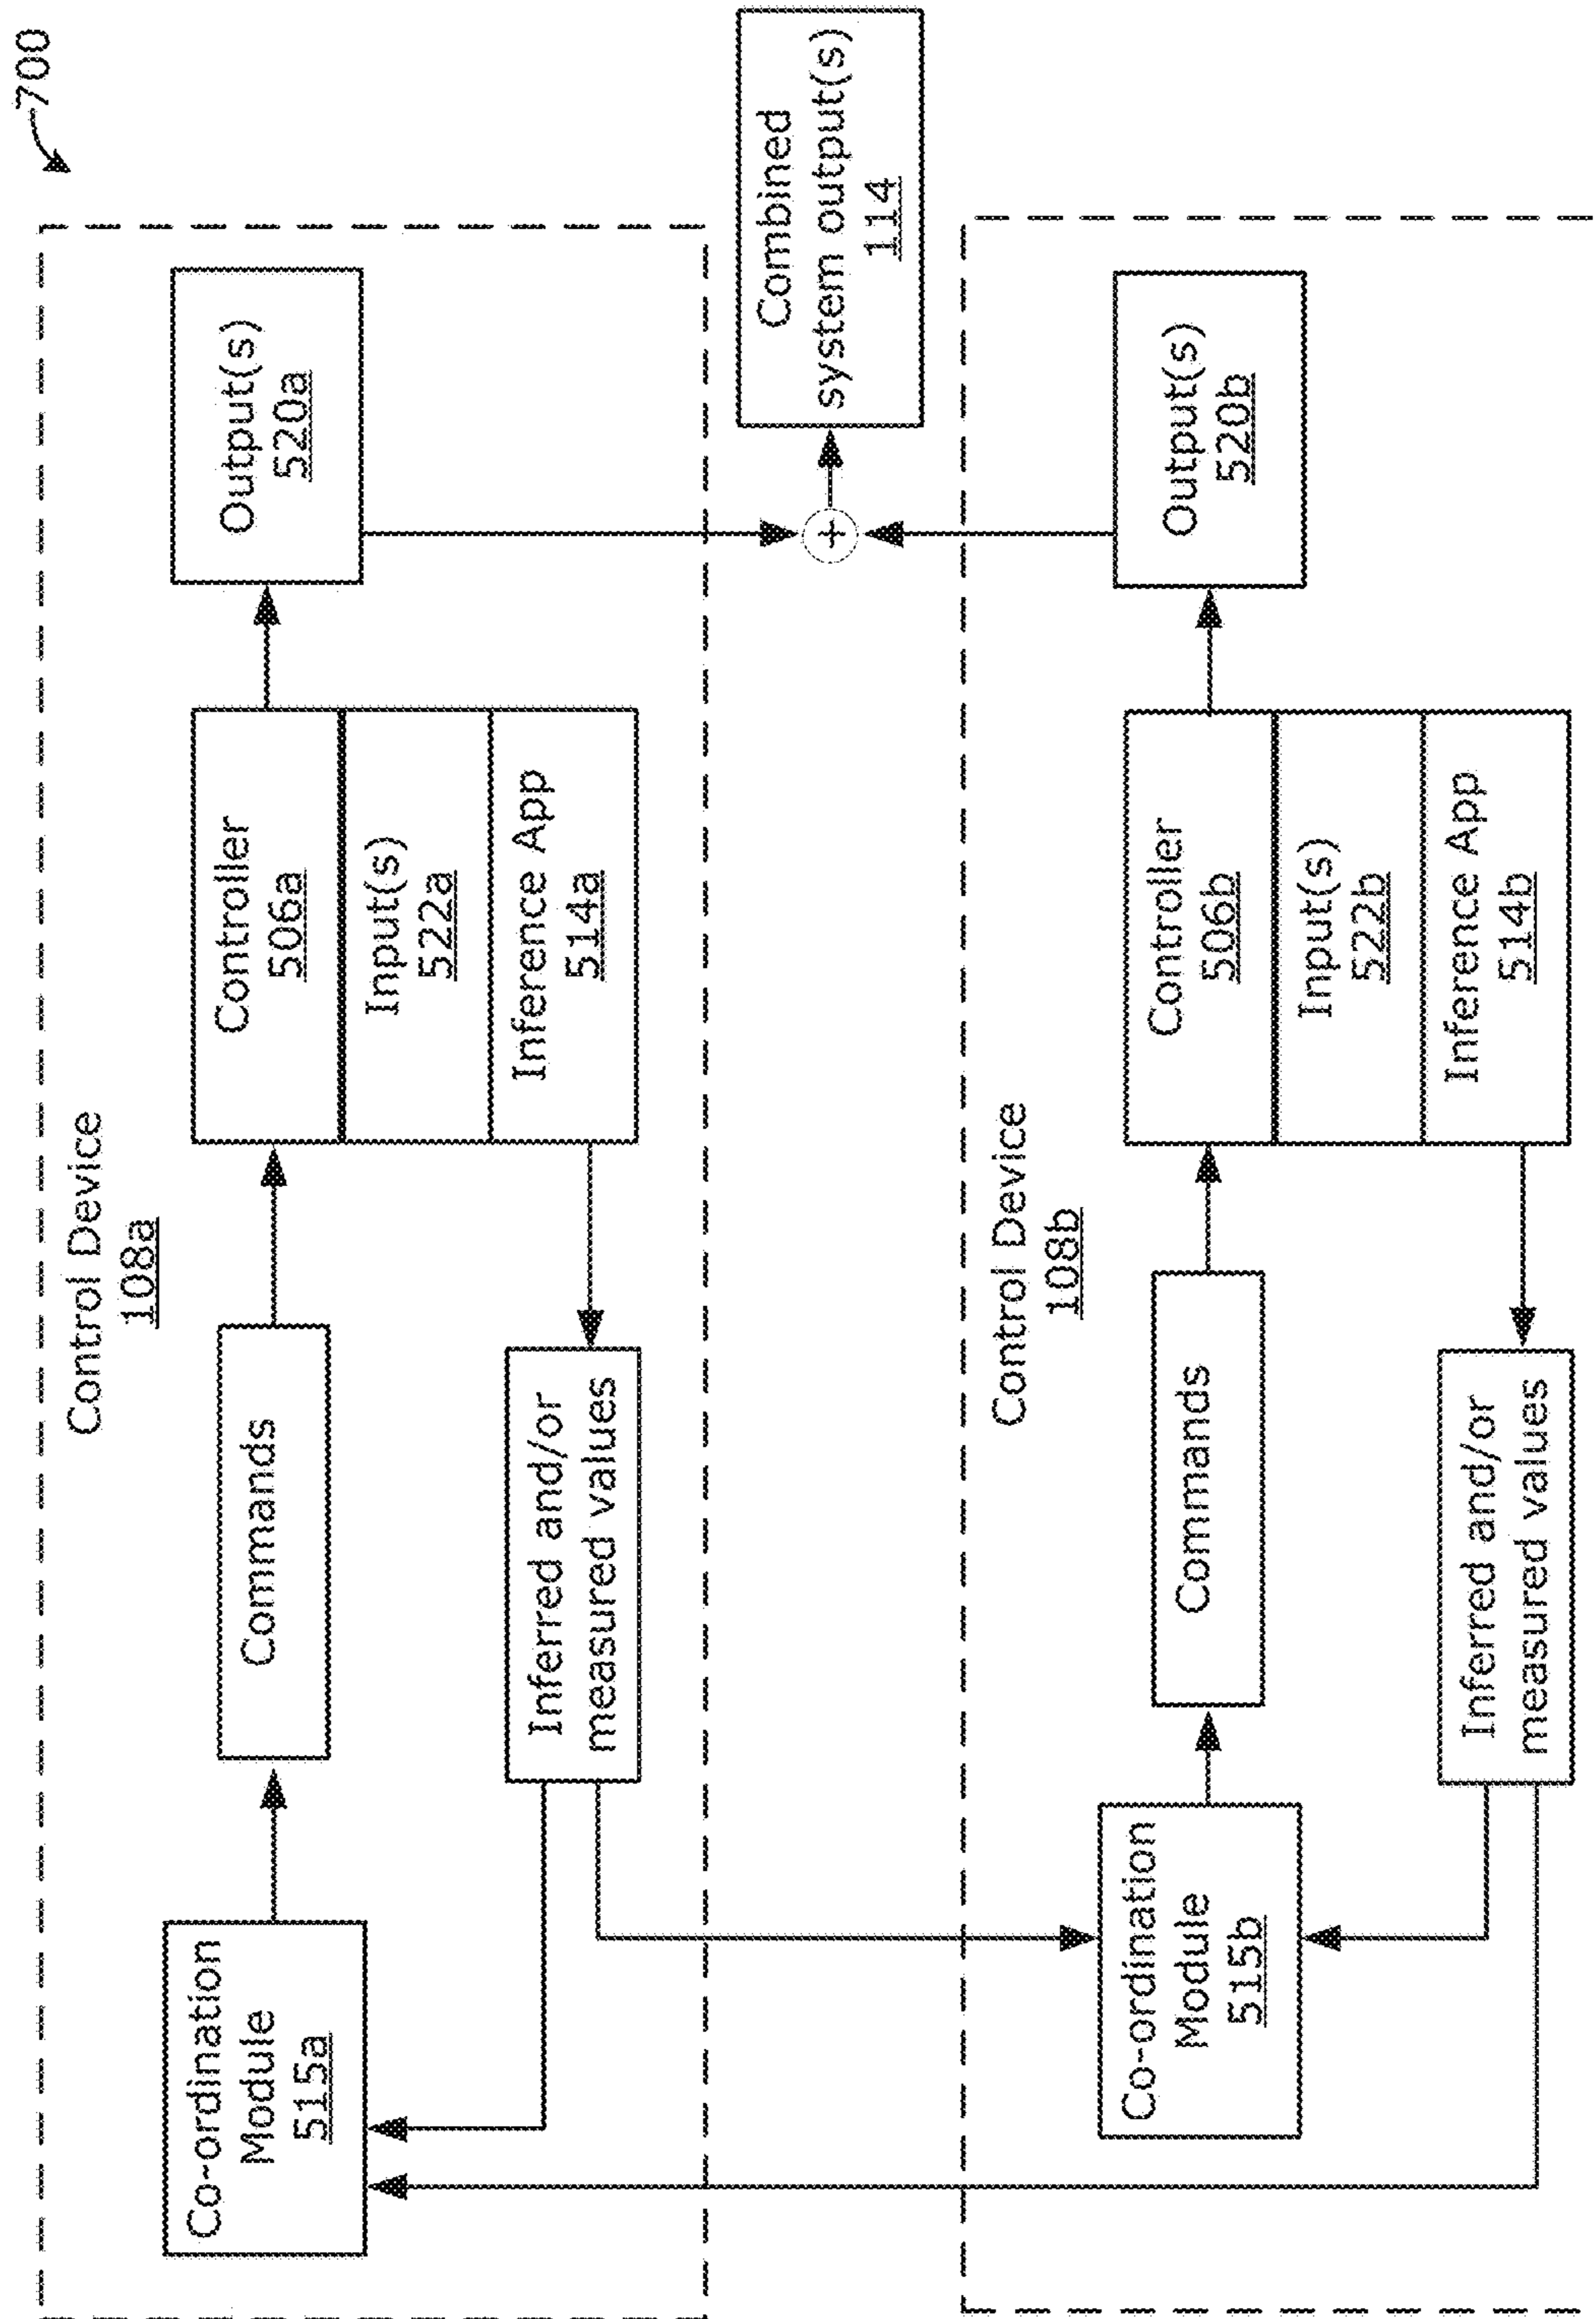 700
Control Device
108a
Co-ordination
Module
515a
Commands
Controller
506a
Input(s)
522a
Inference App
514a
Output(s)
520a
Inferred and/or
measured values
Combined
system output(s)
114
+
Control Device
108b
Co-ordination
Module
515b
Commands
Controller
506b
Input(s)
522b
Inference App
514b
Output(s)
520b
Inferred and/or
measured values